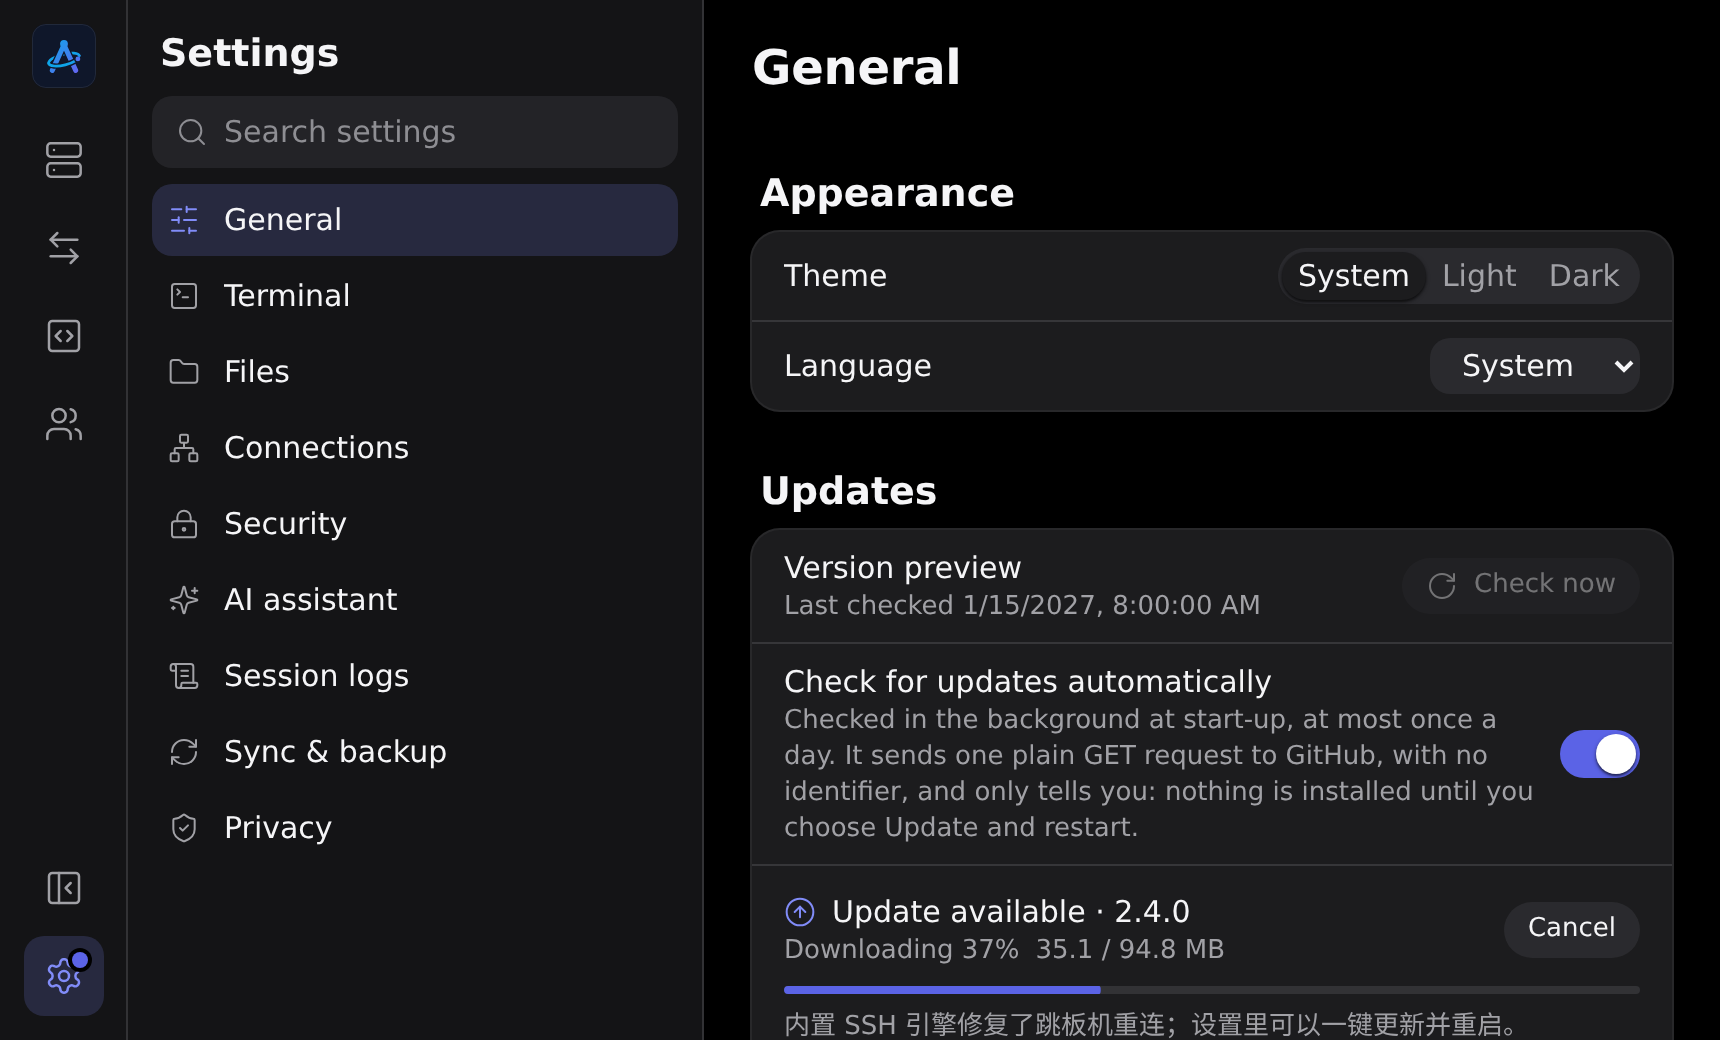 Settings
Search settings
General
Terminal
Files
Connections
Security
AI assistant
Session logs
Sync & backup
Privacy
General
Appearance
Theme
System Light Dark
Language
System
Updates
Version preview
Last checked 1/15/2027, 8:00:00 AM
Check now
Check for updates automatically
Checked in the background at start-up, at most once a
day. It sends one plain GET request to GitHub, with no
identifier, and only tells you: nothing is installed until you
choose Update and restart.
Update available · 2.4.0
Downloading 37% 35.1 / 94.8 MB
Cancel
内置 SSH 引擎修复了跳板机重连；设置里可以一键更新并重启。